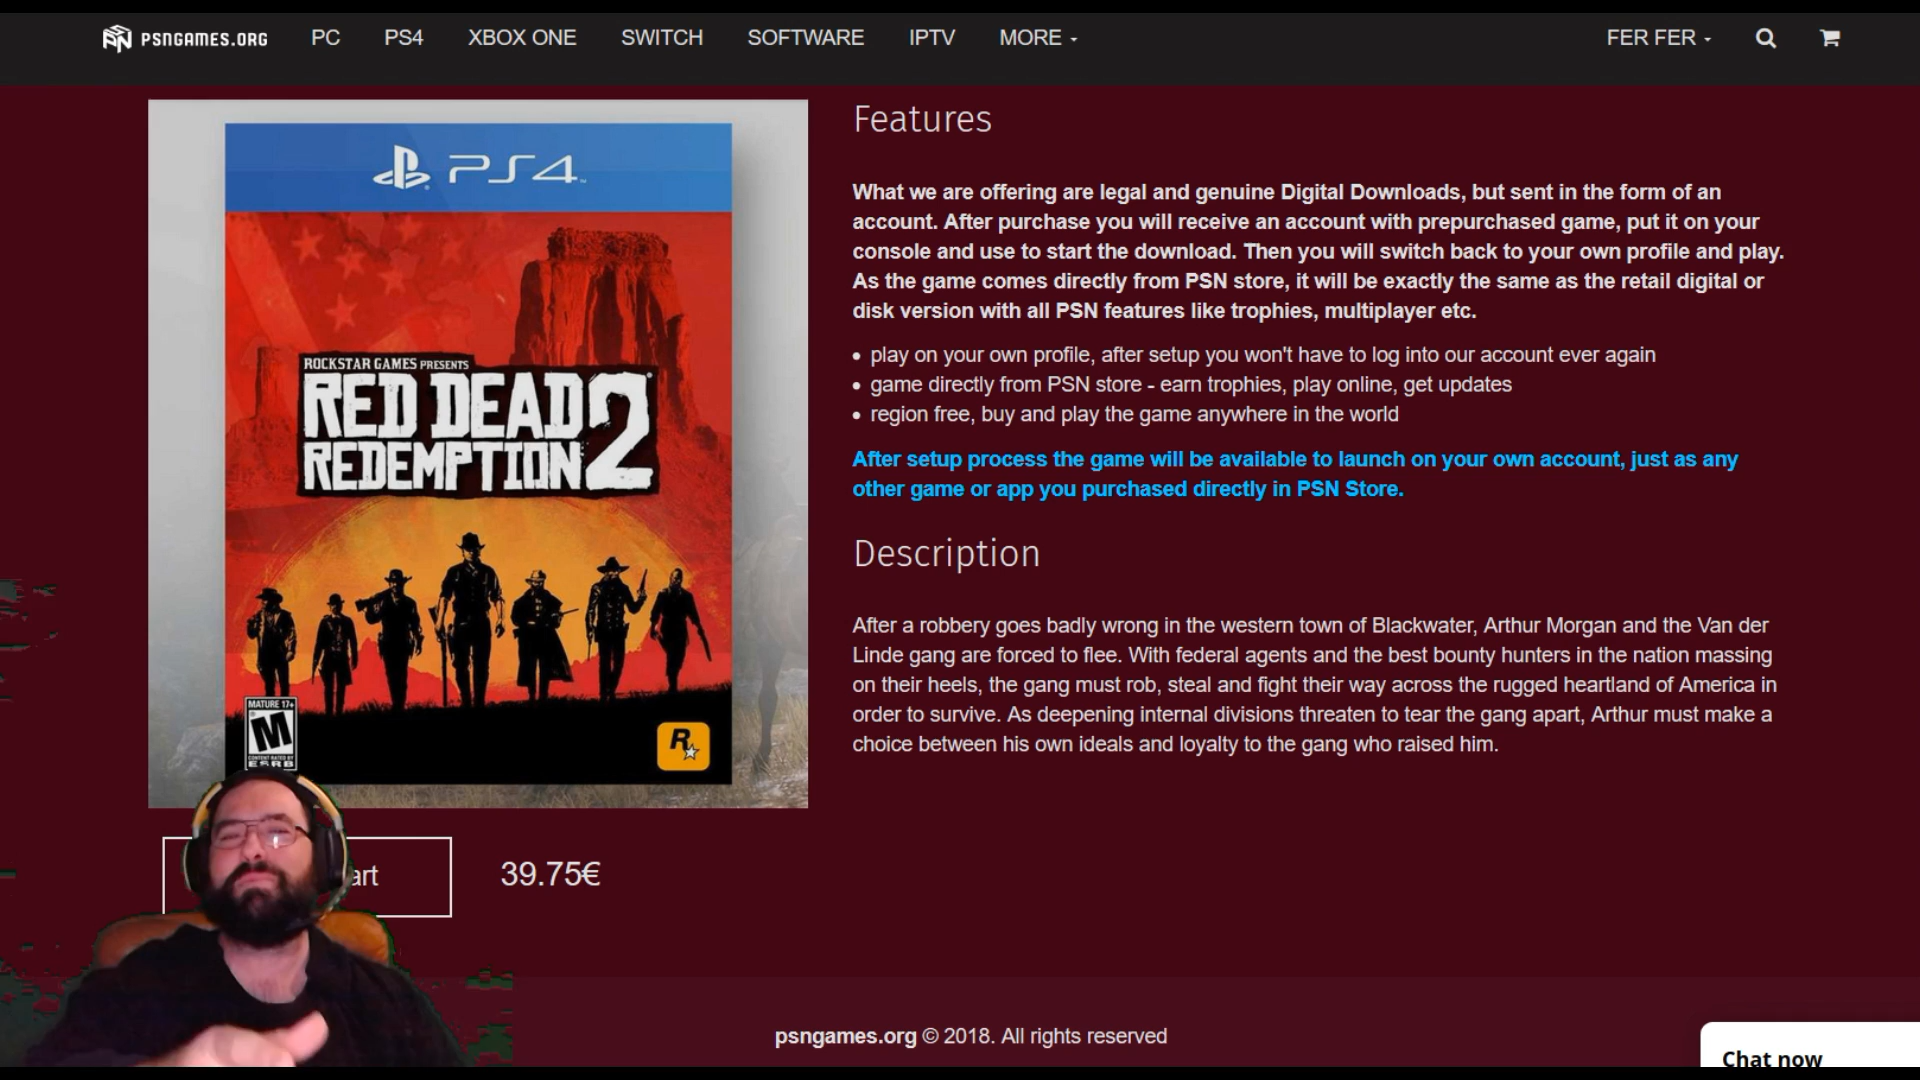 PSNGAMES.ORG PC PS4 XBOX ONE SWITCH SOFTWARE IPTV MORE FER FER
PS4
ROCKSTAR GAMES PRESENTS
RED DEAD
REDEMPTION 2
MATURE 17+
M
CONTENT RATED BY
ESRB
R
art 39.75€
Features
What we are offering are legal and genuine Digital Downloads, but sent in the form of an
account. After purchase you will receive an account with prepurchased game, put it on your
console and use to start the download. Then you will switch back to your own profile and play.
As the game comes directly from PSN store, it will be exactly the same as the retail digital or
disk version with all PSN features like trophies, multiplayer etc.
• play on your own profile, after setup you won't have to log into our account ever again
• game directly from PSN store - earn trophies, play online, get updates
• region free, buy and play the game anywhere in the world
After setup process the game will be available to launch on your own account, just as any
other game or app you purchased directly in PSN Store.
Description
After a robbery goes badly wrong in the western town of Blackwater, Arthur Morgan and the Van der
Linde gang are forced to flee. With federal agents and the best bounty hunters in the nation massing
on their heels, the gang must rob, steal and fight their way across the rugged heartland of America in
order to survive. As deepening internal divisions threaten to tear the gang apart, Arthur must make a
choice between his own ideals and loyalty to the gang who raised him.
psngames.org © 2018. All rights reserved
Chat now